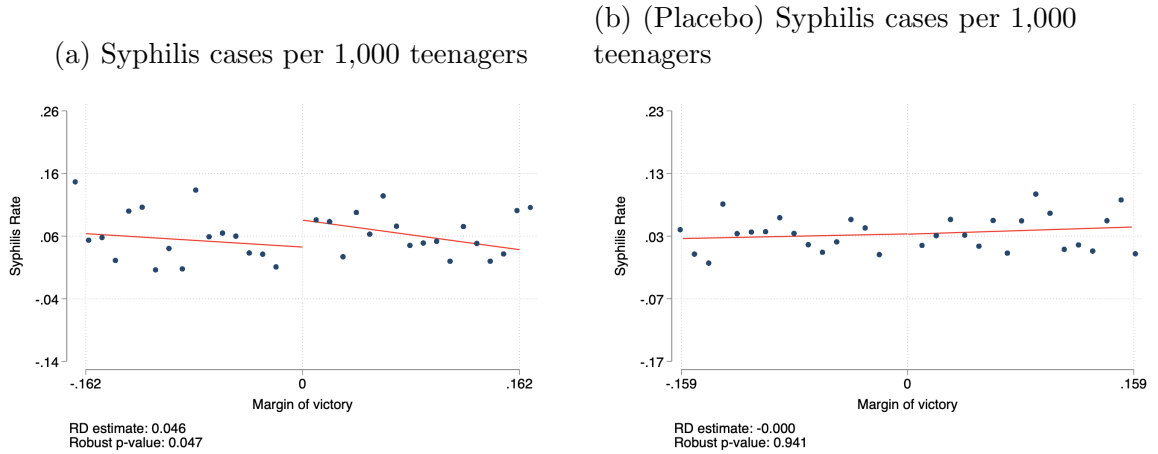 (a) Syphilis cases per 1,000 teenagers
.26
.16
.06
-.04
-.14
Syphilis Rate
-.162
0
.162
Margin of victory
RD estimate: 0.046
Robust p-value: 0.047
(b) (Placebo) Syphilis cases per 1,000
teenagers
.23
.13
.03
-.07
-.17
Syphilis Rate
-.159
0
.159
Margin of victory
RD estimate: -0.000
Robust p-value: 0.941